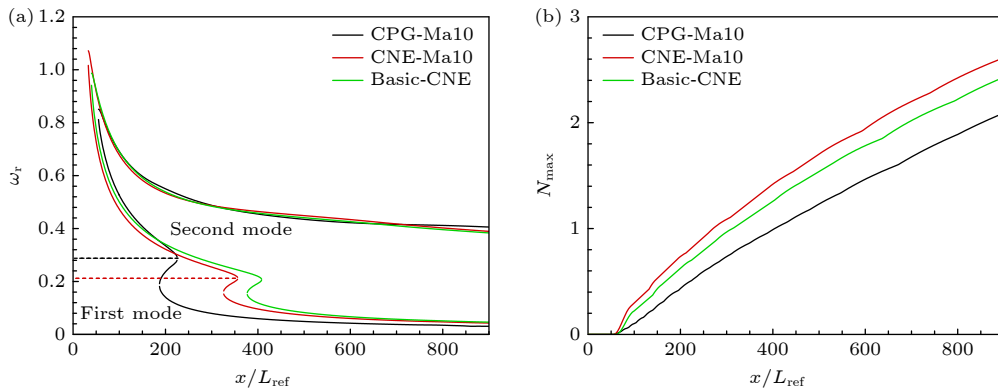 (a)
1.2
1.0
0.8
0.6
0.4
0.2
0
ωr
CPG-Ma10
CNE-Ma10
Basic-CNE
Second mode
First mode
0 200 400 600 800
x/Lref
(b)
3
2
1
0
Nmax
CPG-Ma10
CNE-Ma10
Basic-CNE
0 200 400 600 800
x/Lref